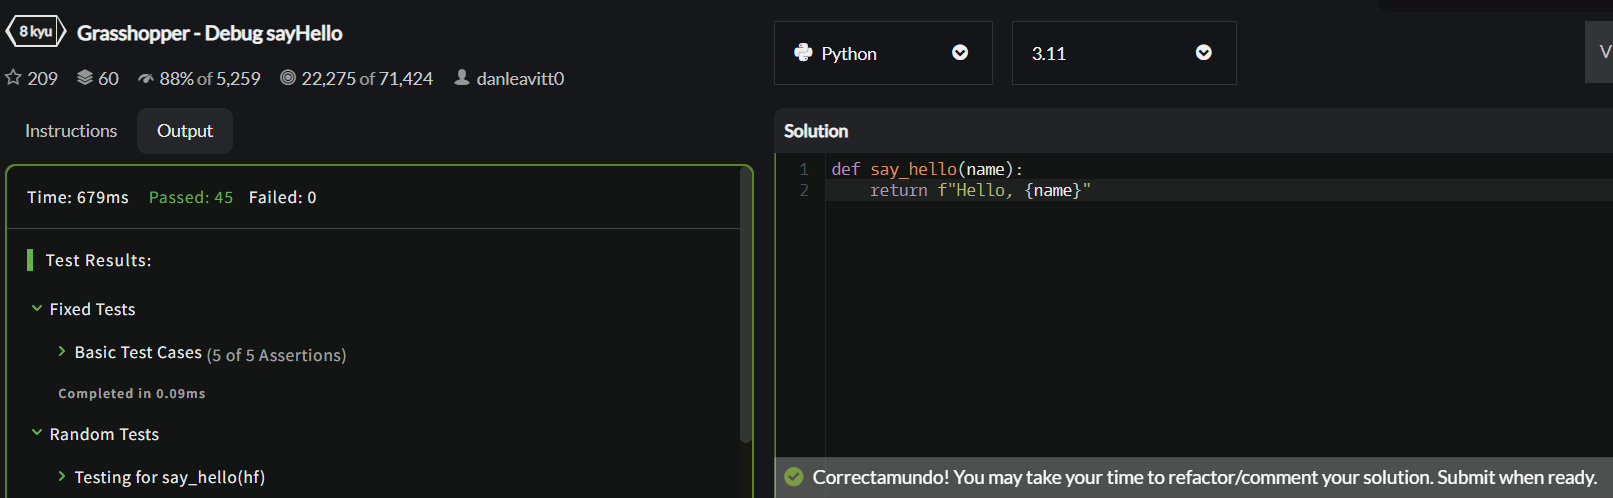 8 kyu Grasshopper - Debug sayHello
209 60 88% of 5,259 22,275 of 71,424 danleavitt0
Instructions Output
Time: 679ms Passed: 45 Failed: 0
Test Results:
Fixed Tests
Basic Test Cases (5 of 5 Assertions)
Completed in 0.09ms
Random Tests
Testing for say_hello(hf)
Python 3.11 V
Solution
1 def say_hello(name):
2 return f"Hello, {name}"
Correctamundo! You may take your time to refactor/comment your solution. Submit when ready.